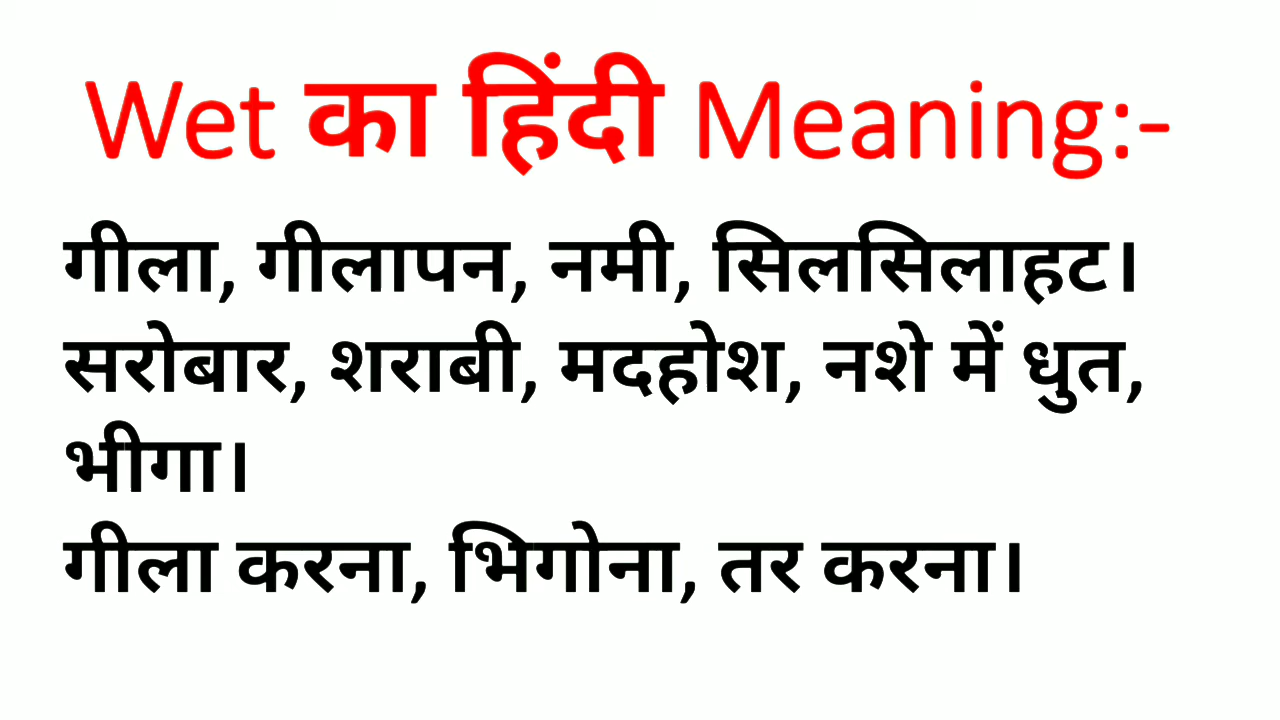 Wet का हिंदी Meaning:-
गीला, गीलापन, नमी, सिलसिलाहट।
सरोबार, शराबी, मदहोश, नशे में धुत,
भीगा।
गीला करना, भिगोना, तर करना।